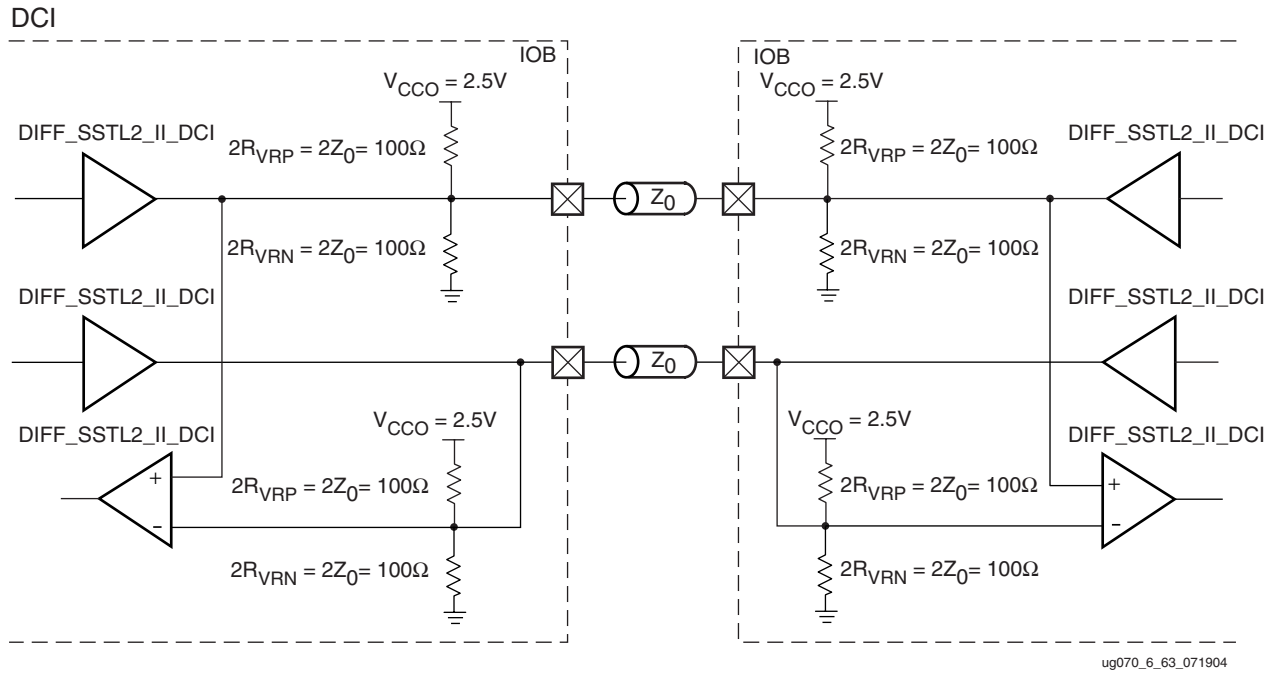 DCI
IOB
IOB
VCCO = 2.5V
VCCO = 2.5V
DIFF_SSTL2_II_DCI
2RVRP = 2Z0 = 100Ω
2RVRP = 2Z0 = 100Ω
DIFF_SSTL2_II_DCI
Z0
2RVRN = 2Z0= 100Ω
2RVRN = 2Z0= 100Ω
DIFF_SSTL2_II_DCI
DIFF_SSTL2_II_DCI
Z0
VCCO = 2.5V
VCCO = 2.5V
DIFF_SSTL2_II_DCI
DIFF_SSTL2_II_DCI
+
–
2RVRP = 2Z0= 100Ω
2RVRP = 2Z0= 100Ω
+
–
2RVRN = 2Z0= 100Ω
2RVRN = 2Z0= 100Ω
ug070_6_63_071904